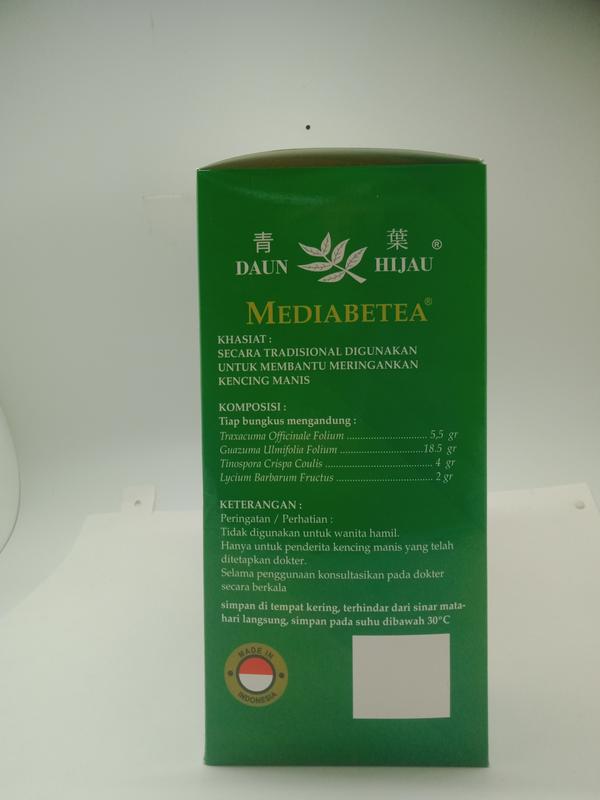 青 葉 ®
DAUN HIJAU
MEDIABETEA®
KHASIAT :
SECARA TRADISIONAL DIGUNAKAN
UNTUK MEMBANTU MERINGANKAN
KENCING MANIS
KOMPOSISI :
Tiap bungkus mengandung :
Traxacuma Officinale Folium .............................. 5,5 gr
Guazuma Ulmifolia Folium ...............................18.5 gr
Tinospora Crispa Coulis ........................................ 4 gr
Lycium Barbarum Fructus ................................... 2 gr
KETERANGAN :
Peringatan / Perhatian :
Tidak digunakan untuk wanita hamil.
Hanya untuk penderita kencing manis yang telah
ditetapkan dokter.
Selama penggunaan konsultasikan pada dokter
secara berkala
simpan di tempat kering, terhindar dari sinar mata-
hari langsung, simpan pada suhu dibawah 30°C
MADE IN
INDONESIA